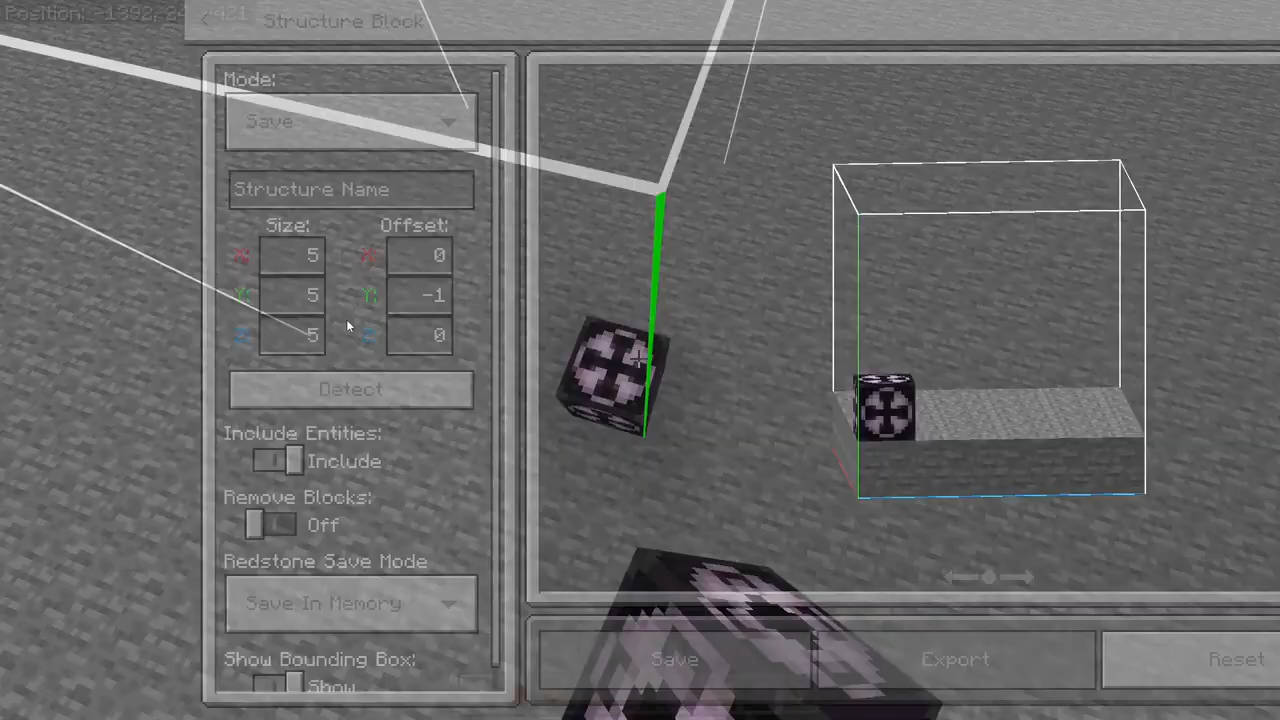 Structure Block
Mode:
Save
Structure Name
Size: Offset:
X: 5 X: 0
Y: 5 Y: -1
Z: 5 Z: 0
Detect
Include Entities:
Include
Remove Blocks:
Off
Redstone Save Mode
Save In Memory
Show Bounding Box:
Show
Save Export Reset